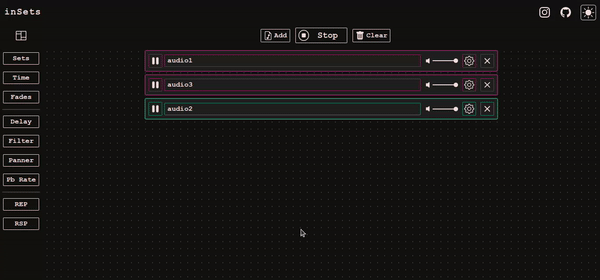 inSets
Add Stop Clear
Sets
Time
Fades
Delay
Filter
Panner
Pb Rate
REP
RSP
audio1
audio3
audio2